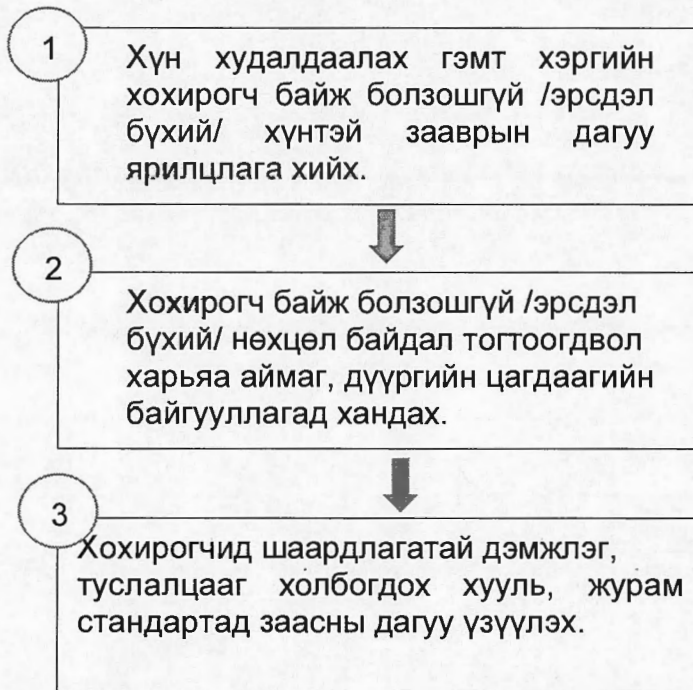 1
Хүн худалдаалах гэмт хэргийн
хохирогч байж болзошгүй /эрсдэл
бүхий/ хүнтэй зааврын дагуу
ярилцлага хийх.
2
Хохирогч байж болзошгүй /эрсдэл
бүхий/ нөхцөл байдал тогтоогдвол
харьяа аймаг, дүүргийн цагдаагийн
байгууллагад хандах.
3
Хохирогчид шаардлагатай дэмжлэг,
туслалцааг холбогдох хууль, журам
стандартад заасны дагуу үзүүлэх.